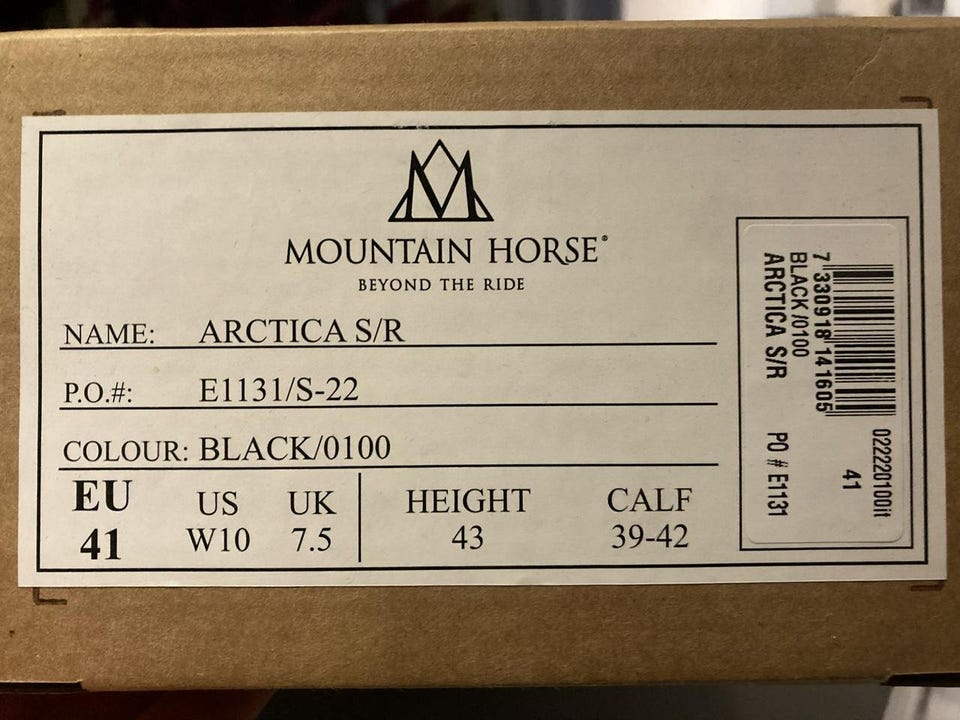 MOUNTAIN HORSE®
BEYOND THE RIDE
NAME: ARCTICA S/R
P.O.#: E1131/S-22
COLOUR: BLACK/0100
EU US UK HEIGHT CALF
41 W10 7.5 43 39-42
7 330918 141605
BLACK /0100
ARCTICA S/R PO # E1131
022220100it
41